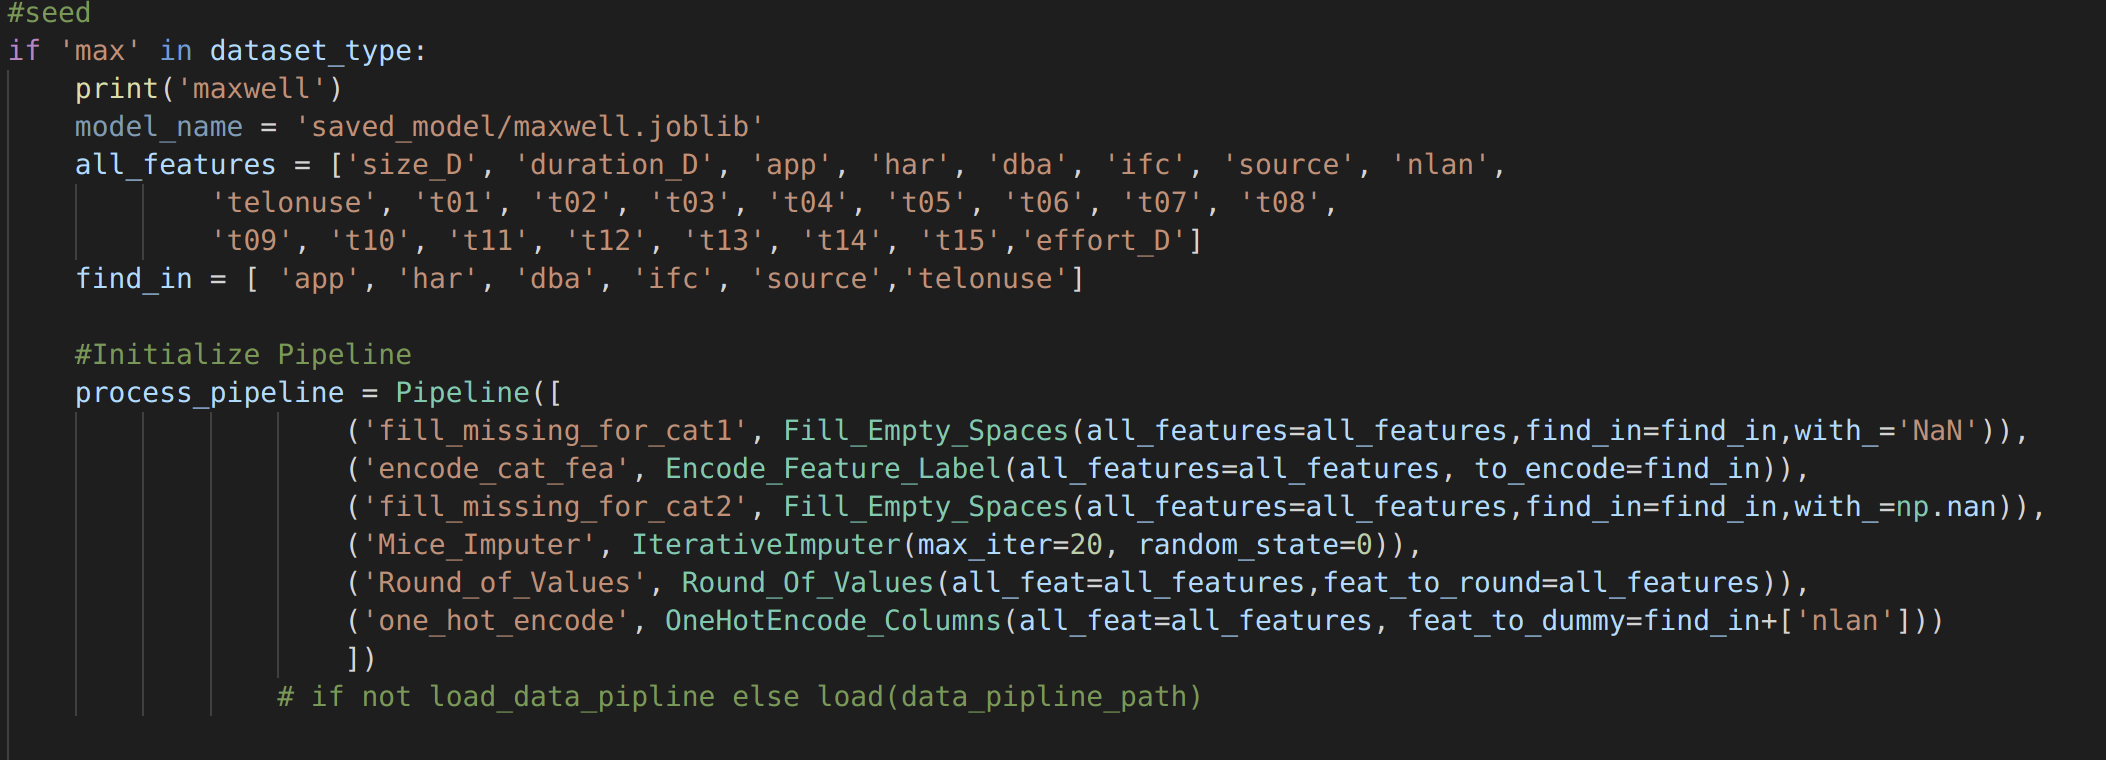 #seed
if 'max' in dataset_type:
    print('maxwell')
    model_name = 'saved_model/maxwell.joblib'
    all_features = ['size_D', 'duration_D', 'app', 'har', 'dba', 'ifc', 'source', 'nlan',
            'telonuse', 't01', 't02', 't03', 't04', 't05', 't06', 't07', 't08',
            't09', 't10', 't11', 't12', 't13', 't14', 't15','effort_D']
    find_in = [ 'app', 'har', 'dba', 'ifc', 'source','telonuse']
    #Initialize Pipeline
    process_pipeline = Pipeline([
                    ('fill_missing_for_cat1', Fill_Empty_Spaces(all_features=all_features,find_in=find_in,with_='NaN')),
                    ('encode_cat_fea', Encode_Feature_Label(all_features=all_features, to_encode=find_in)),
                    ('fill_missing_for_cat2', Fill_Empty_Spaces(all_features=all_features,find_in=find_in,with_=np.nan)),
                    ('Mice_Imputer', IterativeImputer(max_iter=20, random_state=0)),
                    ('Round_of_Values', Round_Of_Values(all_feat=all_features,feat_to_round=all_features)),
                    ('one_hot_encode', OneHotEncode_Columns(all_feat=all_features, feat_to_dummy=find_in+['nlan']))
                    ])
                # if not load_data_pipline else load(data_pipline_path)